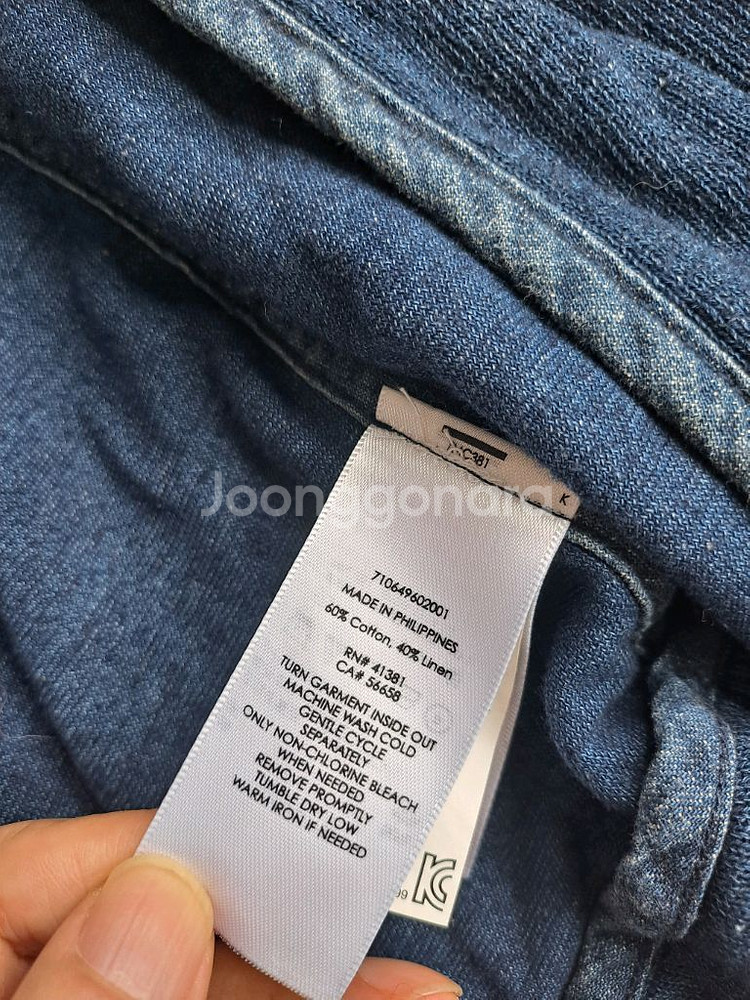 K
Joonggonara
710649602001
MADE IN PHILIPPINES
60% Cotton, 40% Linen
RN# 41381
CA# 56658
TURN GARMENT INSIDE OUT
MACHINE WASH COLD
GENTLE CYCLE
SEPARATELY
ONLY NON-CHLORINE BLEACH
WHEN NEEDED
REMOVE PROMPTLY
TUMBLE DRY LOW
WARM IRON IF NEEDED